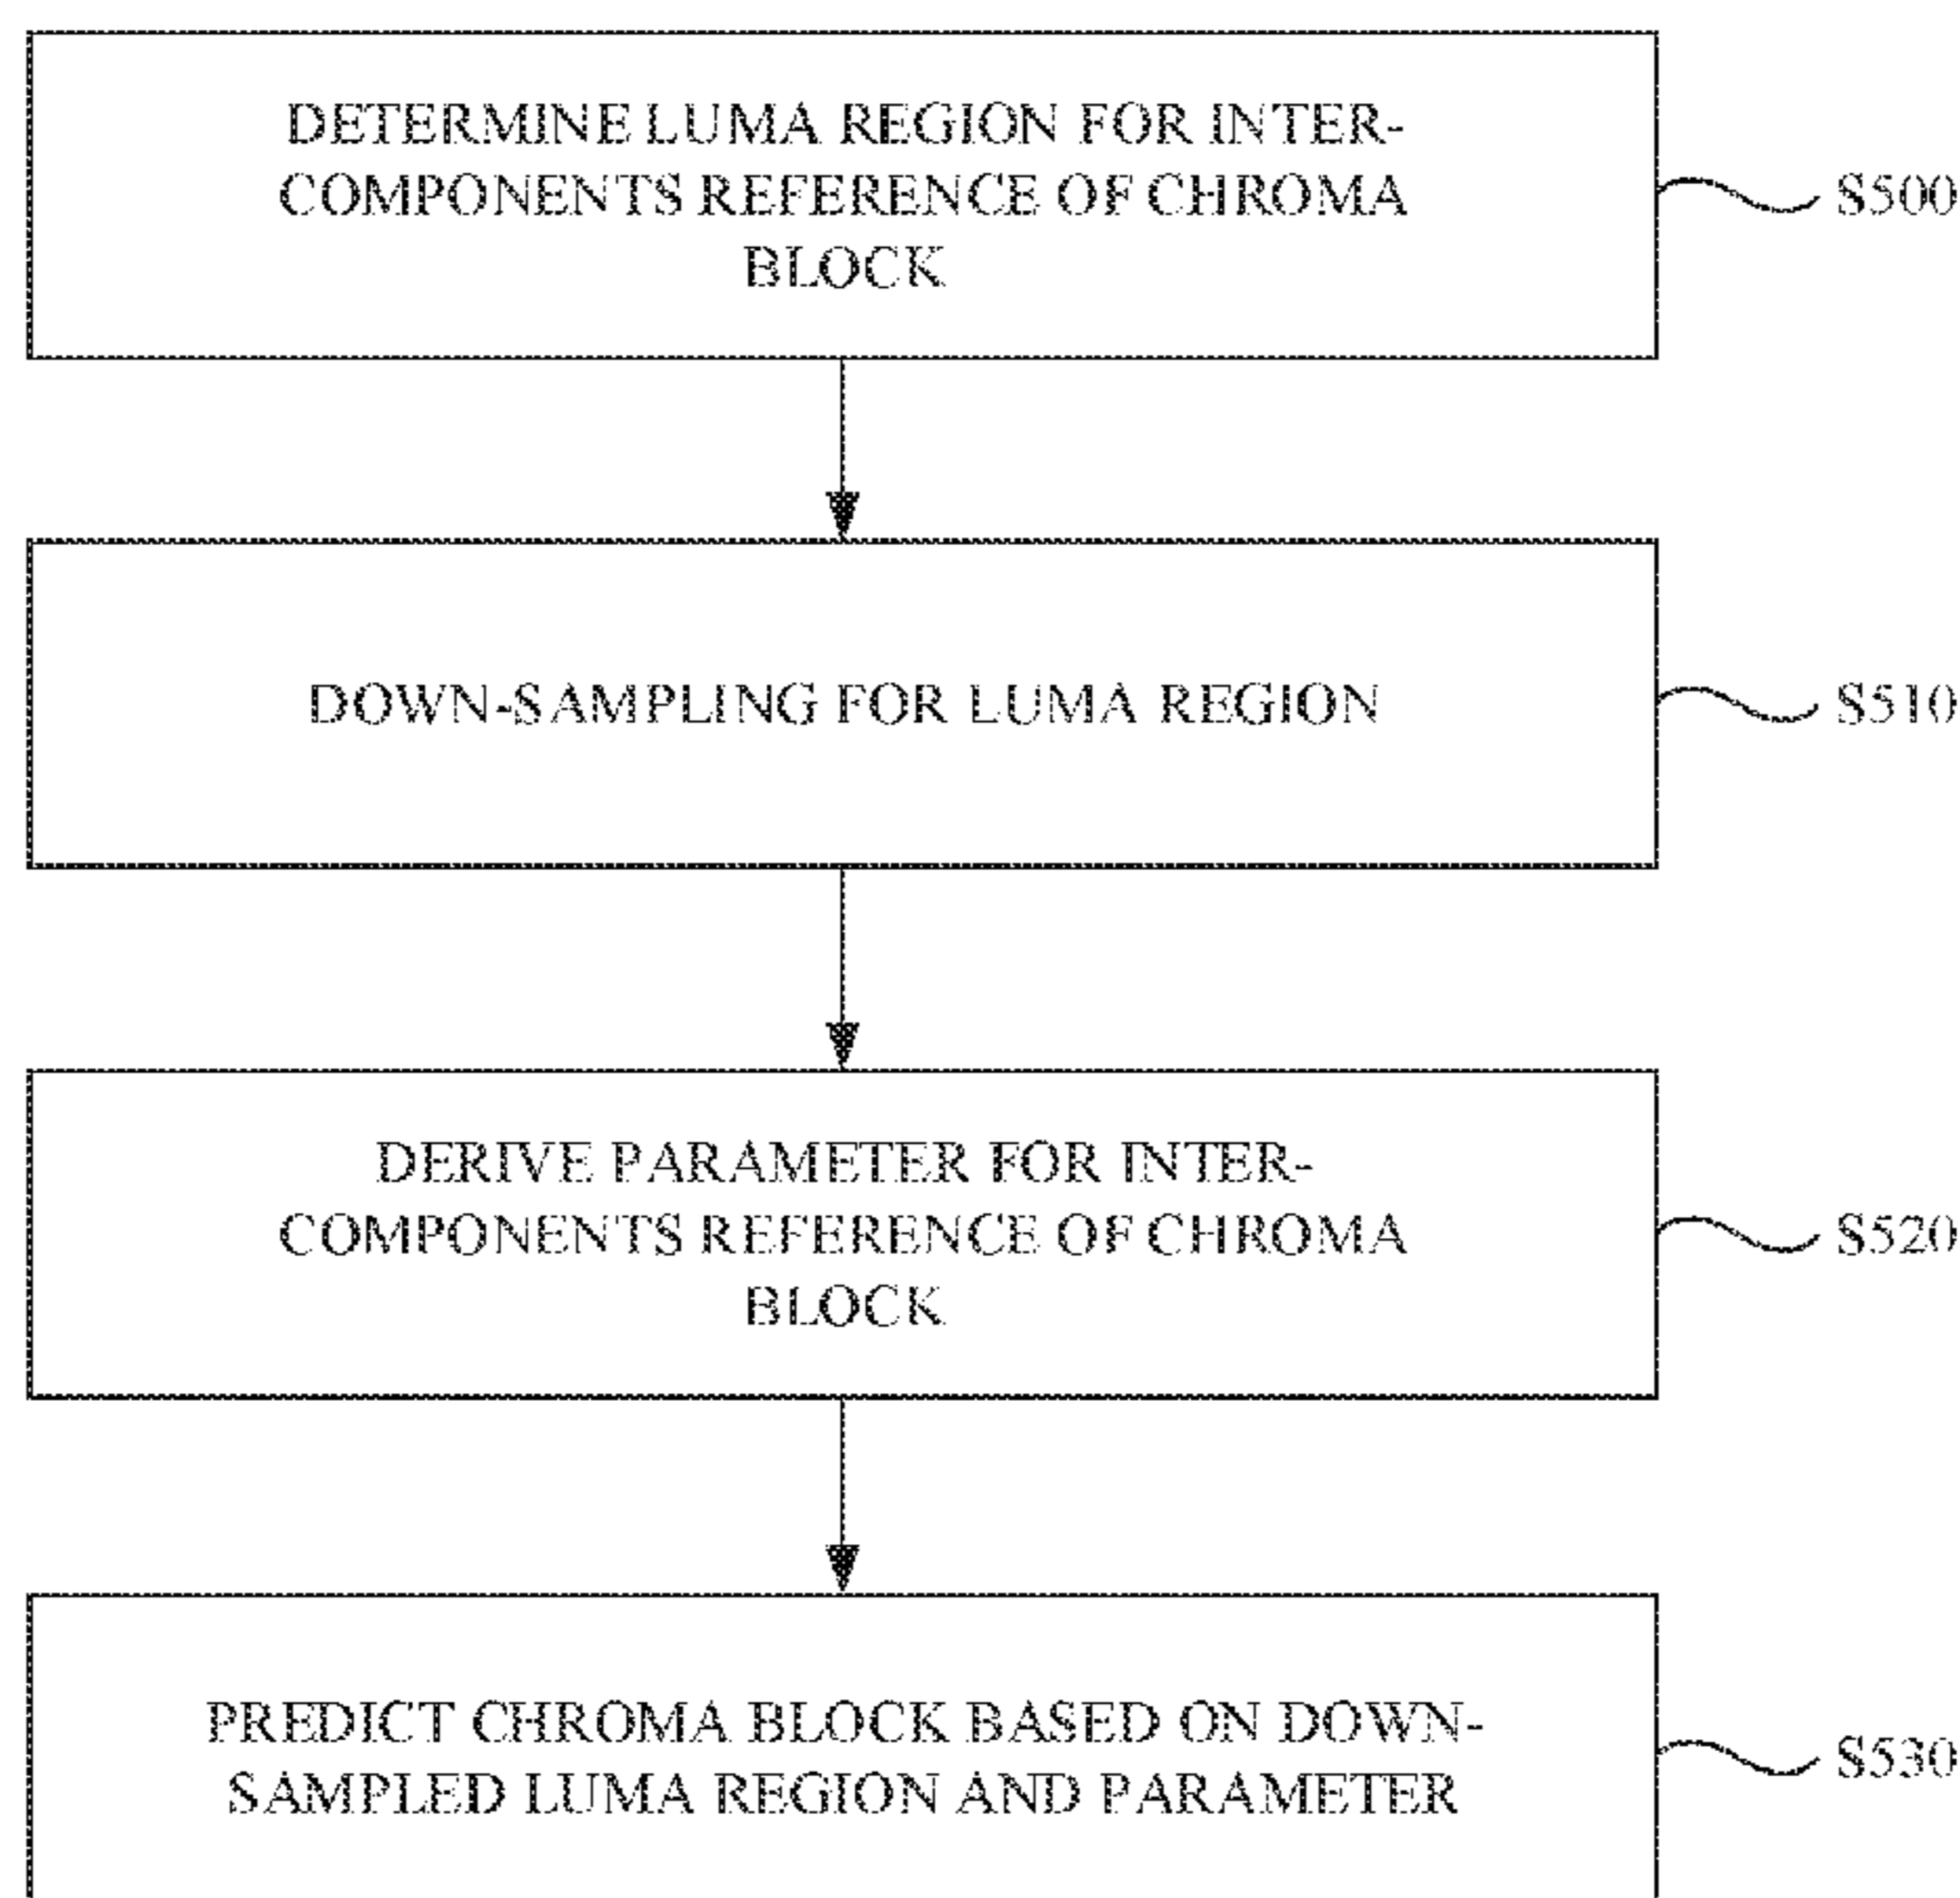 DETERMINE LUMA REGION FOR INTER-
COMPONENTS REFERENCE OF CHROMA
BLOCK
S500
DOWN-SAMPLING FOR LUMA REGION
S510
DERIVE PARAMETER FOR INTER-
COMPONENTS REFERENCE OF CHROMA
BLOCK
S520
PREDICT CHROMA BLOCK BASED ON DOWN-
SAMPLED LUMA REGION AND PARAMETER
S530